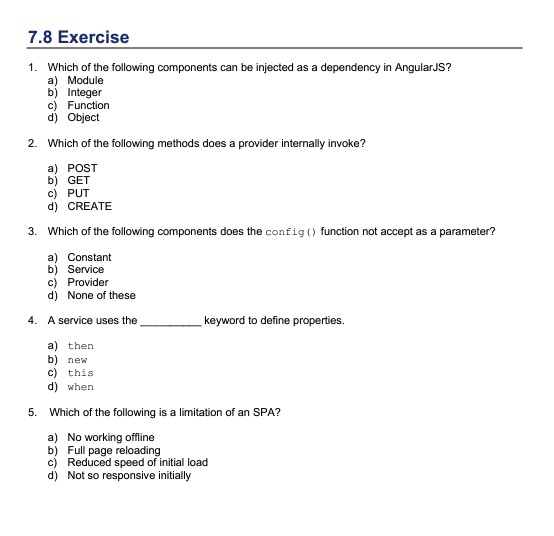 7.8 Exercise
1. Which of the following components can be injected as a dependency in AngularJS?
a) Module
b) Integer
c) Function
d) Object
2. Which of the following methods does a provider internally invoke?
a) POST
b) GET
c) PUT
d) CREATE
3. Which of the following components does the config() function not accept as a parameter?
a) Constant
b) Service
c) Provider
d) None of these
4. A service uses the __________ keyword to define properties.
a) then
b) new
c) this
d) when
5. Which of the following is a limitation of an SPA?
a) No working offline
b) Full page reloading
c) Reduced speed of initial load
d) Not so responsive initially